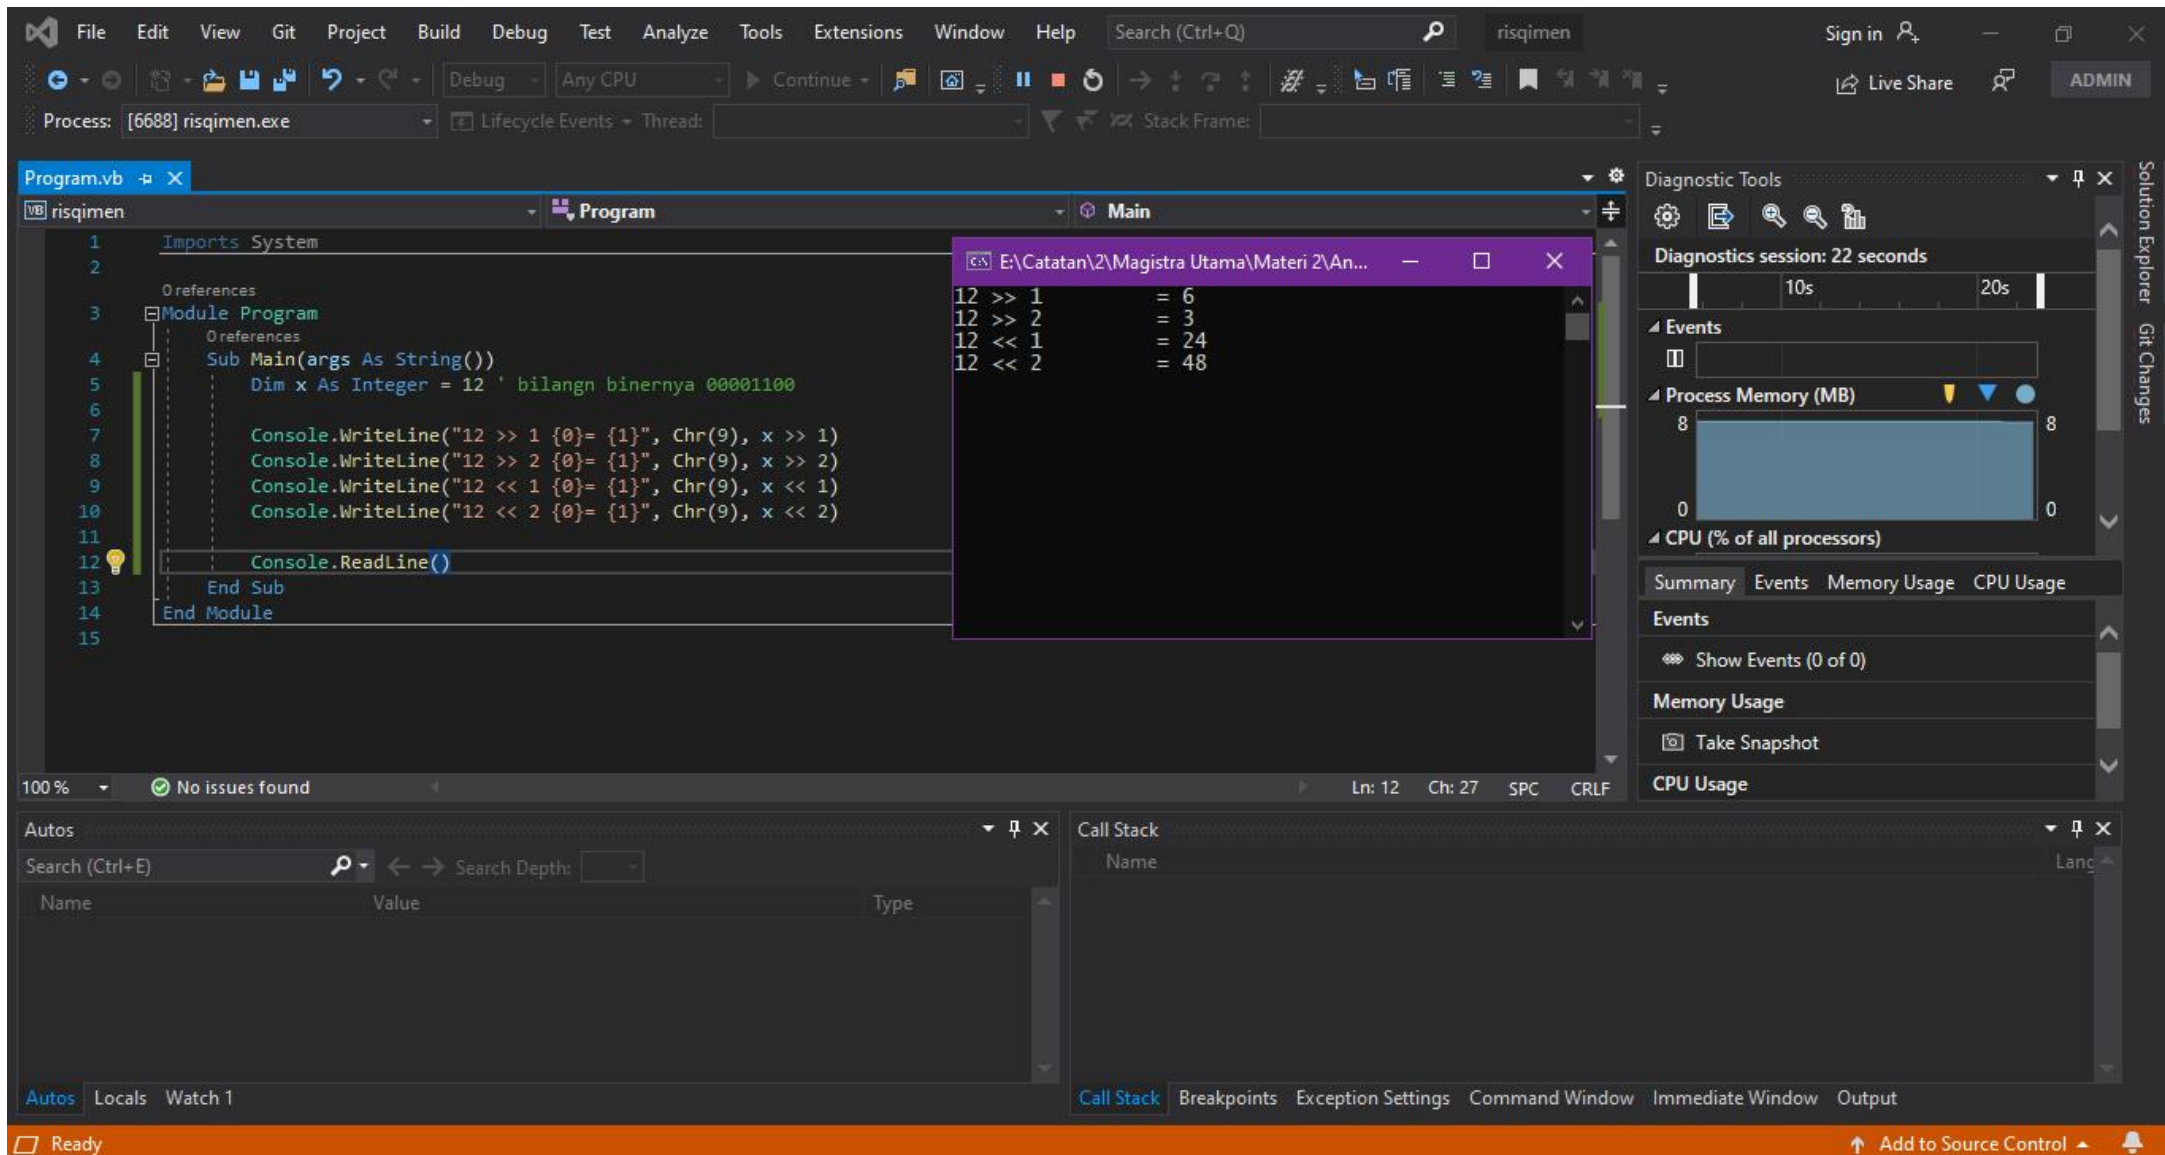 File Edit View Git Project Build Debug Test Analyze Tools Extensions Window Help Search (Ctrl+Q) risqimen Sign in
Debug Any CPU Continue Live Share ADMIN
Process: [6688] risqimen.exe Lifecycle Events Thread: Stack Frame:
Program.vb
risqimen Program Main
1 Imports System
2
0 references
3 Module Program
0 references
4 Sub Main(args As String())
5 Dim x As Integer = 12 ' bilangn binernya 00001100
6
7 Console.WriteLine("12 >> 1 {0}= {1}", Chr(9), x >> 1)
8 Console.WriteLine("12 >> 2 {0}= {1}", Chr(9), x >> 2)
9 Console.WriteLine("12 << 1 {0}= {1}", Chr(9), x << 1)
10 Console.WriteLine("12 << 2 {0}= {1}", Chr(9), x << 2)
11
12 Console.ReadLine()
13 End Sub
14 End Module
15
E:\Catatan\2\Magistra Utama\Materi 2\An...
12 >> 1 = 6
12 >> 2 = 3
12 << 1 = 24
12 << 2 = 48
100 % No issues found Ln: 12 Ch: 27 SPC CRLF
Diagnostic Tools
Diagnostics session: 22 seconds
10s 20s
Events
Process Memory (MB)
8 8
0 0
CPU (% of all processors)
Summary Events Memory Usage CPU Usage
Events
Show Events (0 of 0)
Memory Usage
Take Snapshot
CPU Usage
Solution Explorer
Git Changes
Autos
Search (Ctrl+E) Search Depth:
Name Value Type
Autos Locals Watch 1
Call Stack
Name Lang
Call Stack Breakpoints Exception Settings Command Window Immediate Window Output
Ready Add to Source Control